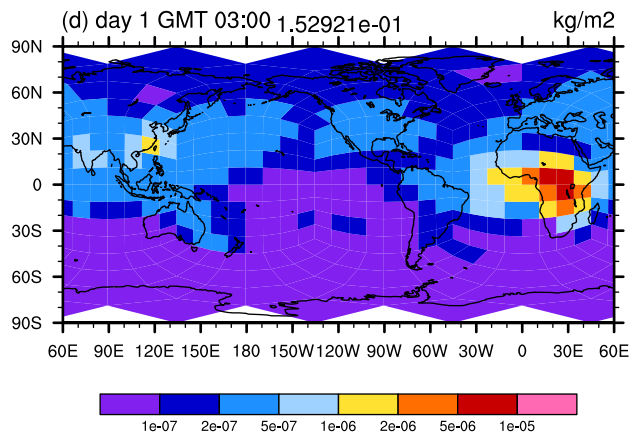 (d) day 1 GMT 03:00 1.52921e-01 kg/m2
90N
60N
30N
0
30S
60S
90S
60E 90E 120E 150E 180 150W 120W 90W 60W 30W 0 30E 60E
1e-07 2e-07 5e-07 1e-06 2e-06 5e-06 1e-05